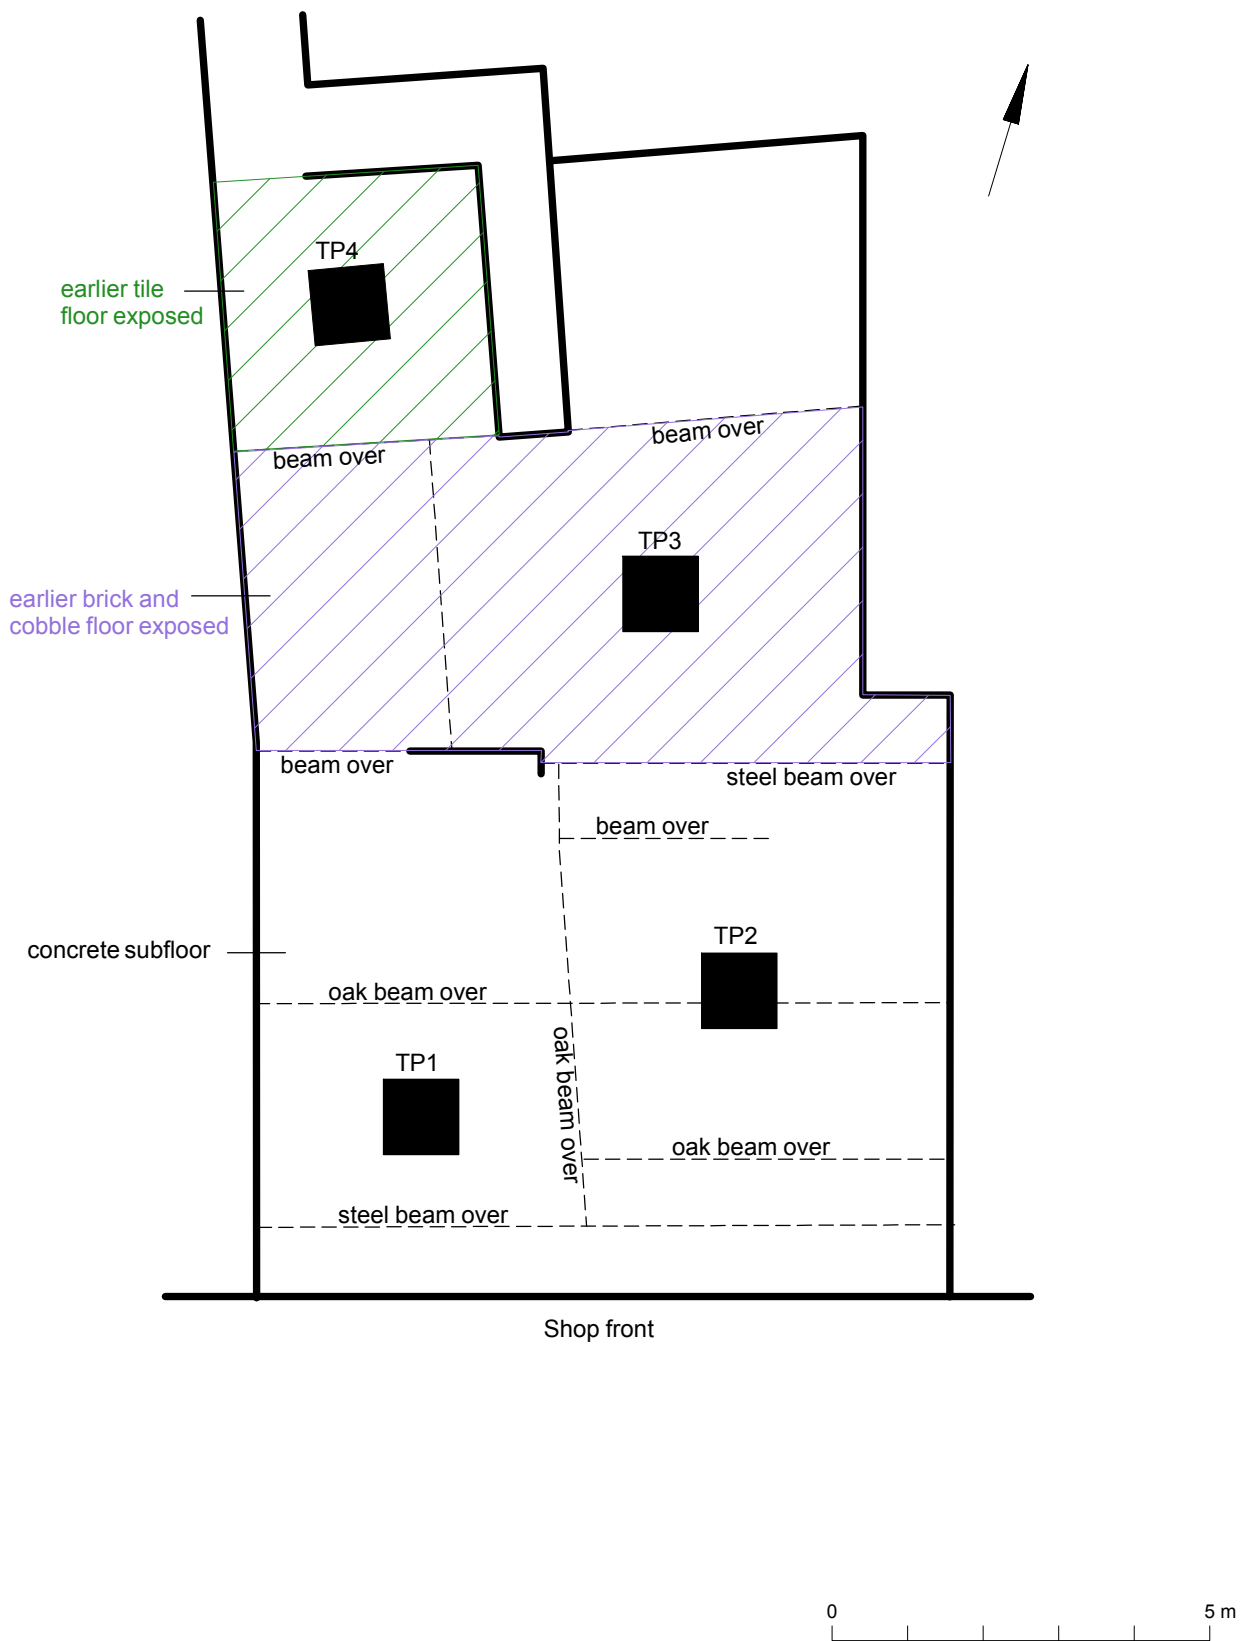 TP4
earlier tile
floor exposed
beam over
beam over
TP3
earlier brick and
cobble floor exposed
beam over
steel beam over
beam over
TP2
concrete subfloor
oak beam over
oak beam over
TP1
oak beam over
steel beam over
Shop front
0 5 m